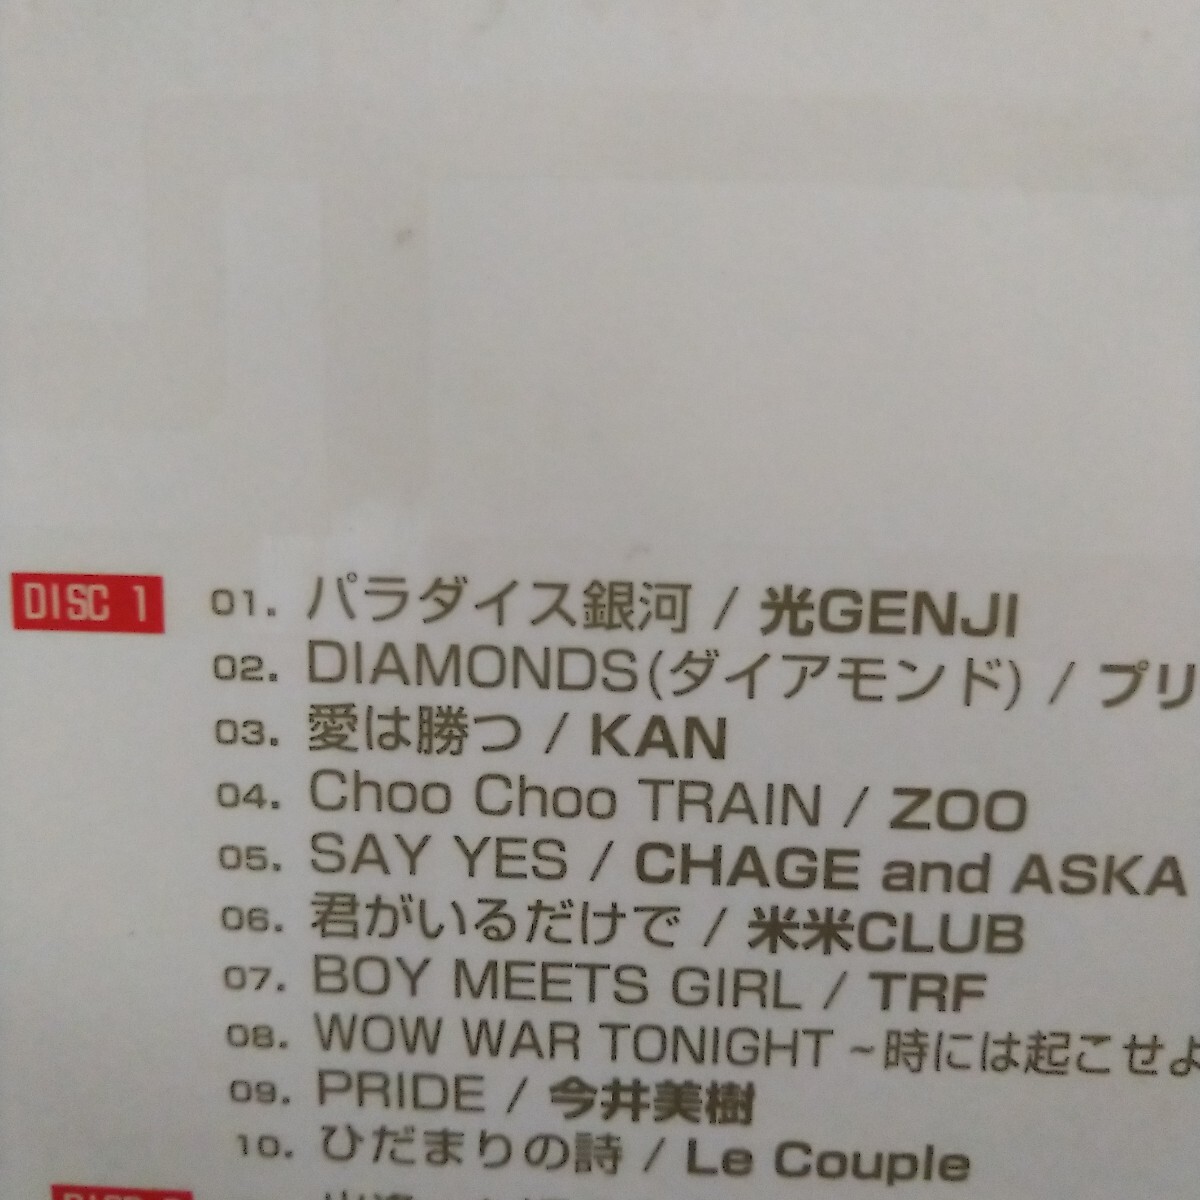 DISC 1
01. パラダイス銀河 / 光GENJI
02. DIAMONDS(ダイアモンド) / プリ
03. 愛は勝つ / KAN
04. Choo Choo TRAIN / ZOO
05. SAY YES / CHAGE and ASKA
06. 君がいるだけで / 米米CLUB
07. BOY MEETS GIRL / TRF
08. WOW WAR TONIGHT ~時には起こせよ
09. PRIDE / 今井美樹
10. ひだまりの詩 / Le Couple